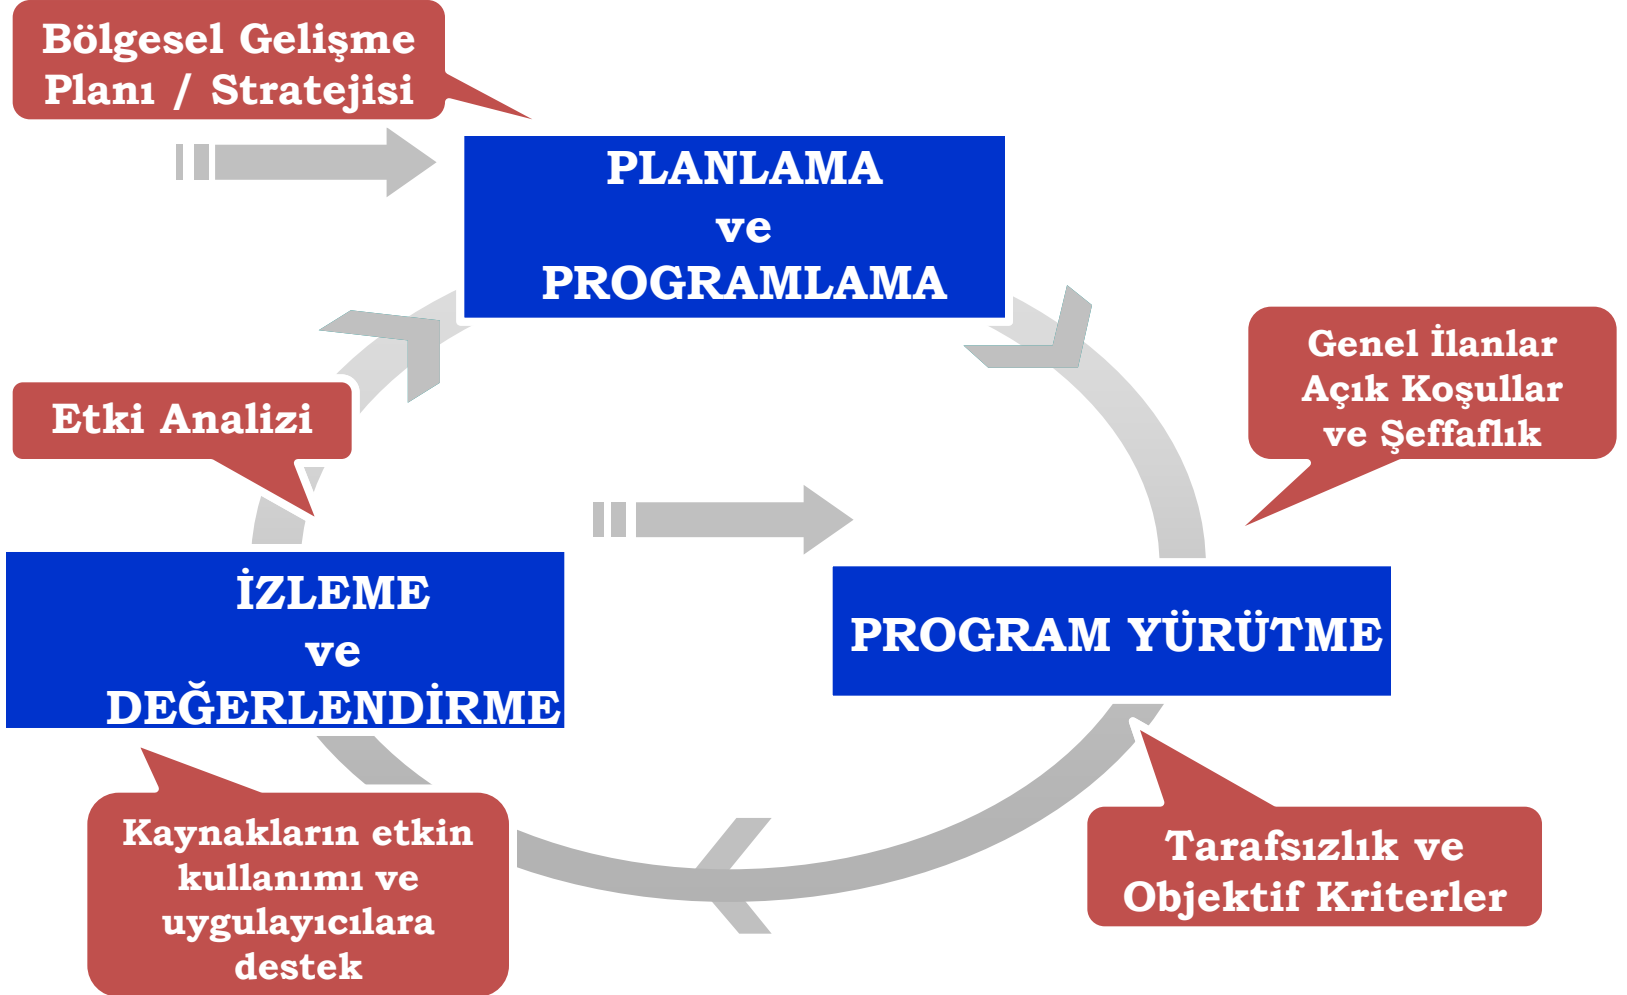 Bölgesel Gelişme
Planı / Stratejisi
PLANLAMA
ve
PROGRAMLAMA
Genel İlanlar
Açık Koşullar
ve Şeffaflık
Etki Analizi
İZLEME
ve
DEĞERLENDİRME
PROGRAM YÜRÜTME
Kaynakların etkin
kullanımı ve
uygulayıcılara
destek
Tarafsızlık ve
Objektif Kriterler